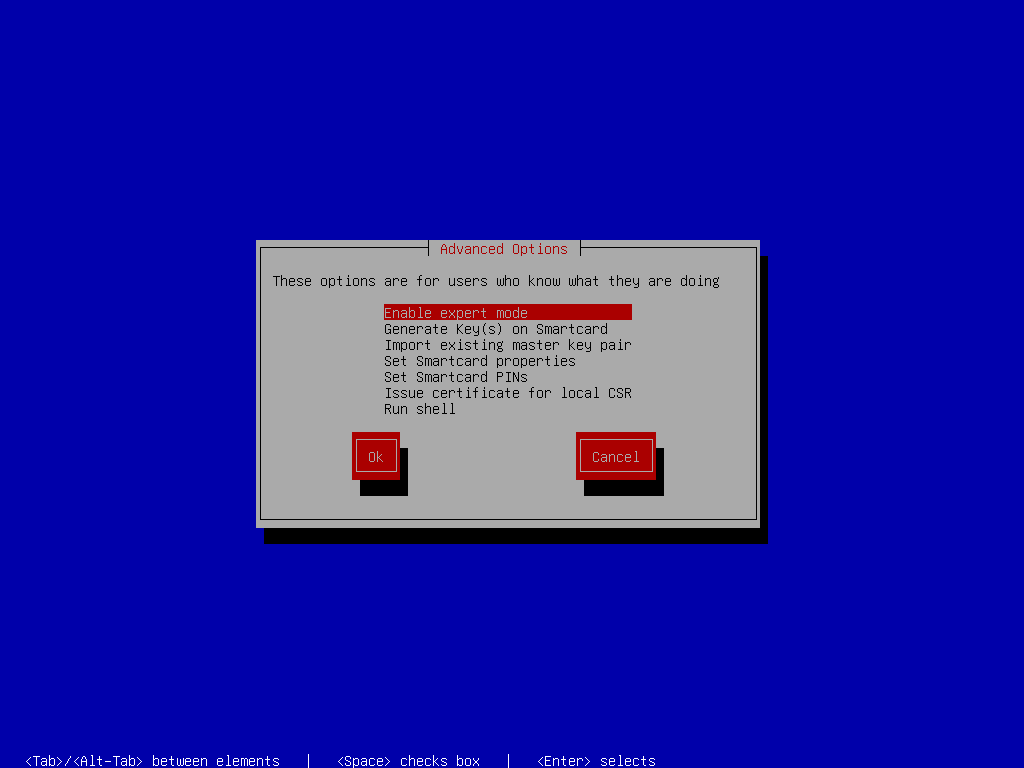 Advanced Options
These options are for users who know what they are doing
Enable expert mode
Generate Key(s) on Smartcard
Import existing master key pair
Set Smartcard properties
Set Smartcard PINs
Issue certificate for local CSR
Run shell
Ok Cancel
<Tab>/<Alt-Tab> between elements | <Space> checks box | <Enter> selects